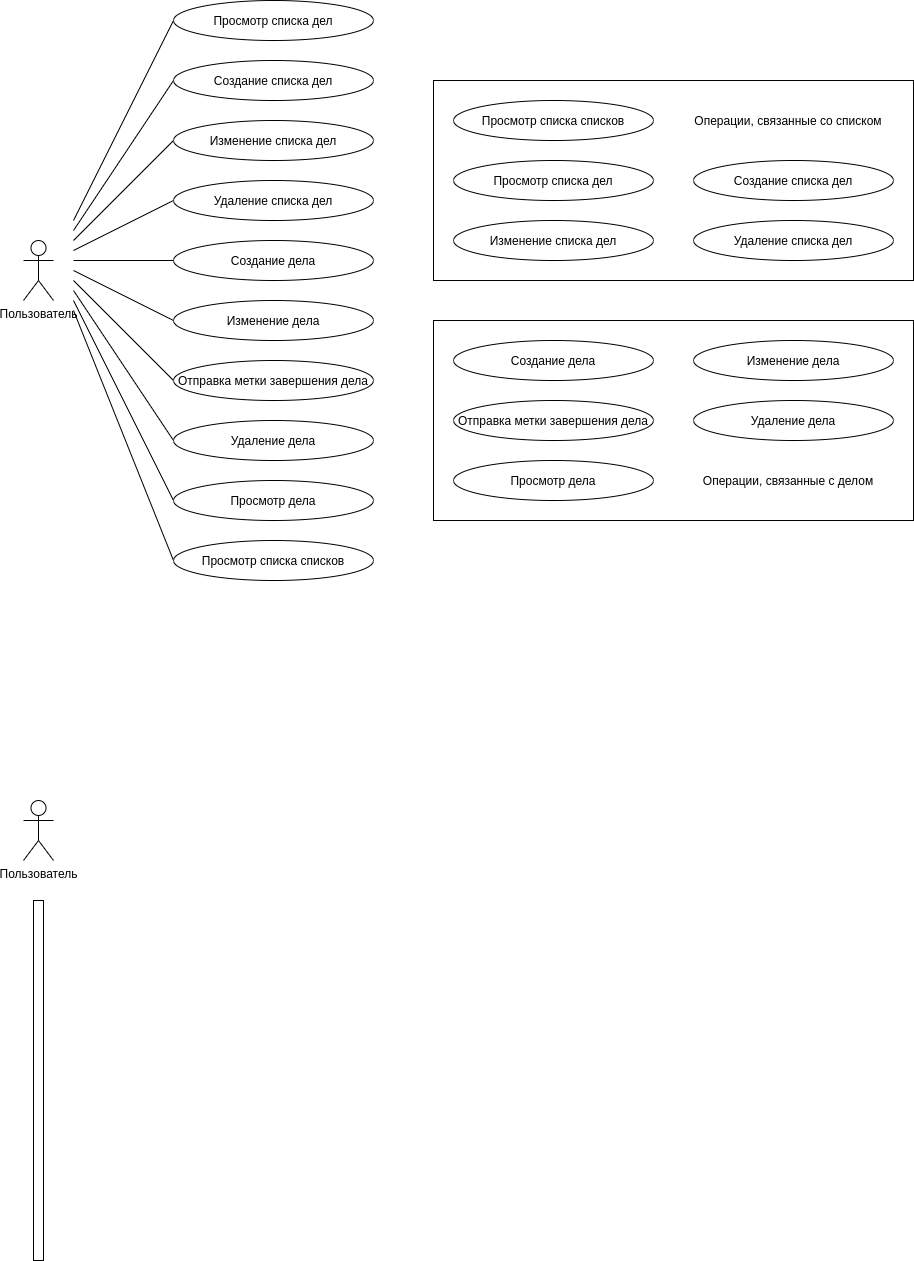 Просмотр списка дел
Создание списка дел
Изменение списка дел
Удаление списка дел
Создание дела
Изменение дела
Отправка метки завершения дела
Удаление дела
Просмотр дела
Просмотр списка списков
Пользователь
Просмотр списка списков
Операции, связанные со списком
Просмотр списка дел
Создание списка дел
Изменение списка дел
Удаление списка дел
Создание дела
Изменение дела
Отправка метки завершения дела
Удаление дела
Просмотр дела
Операции, связанные с делом
Пользователь